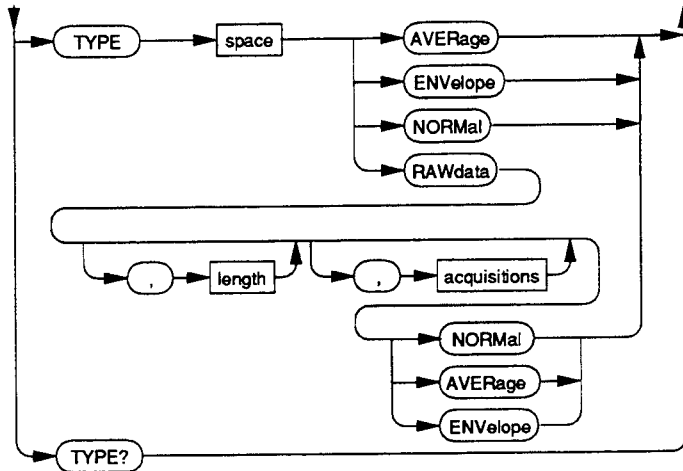 TYPE space AVERage
ENVelope
NORMal
RAWdata
, length , acquisitions
NORMal
AVERage
ENVelope
TYPE?